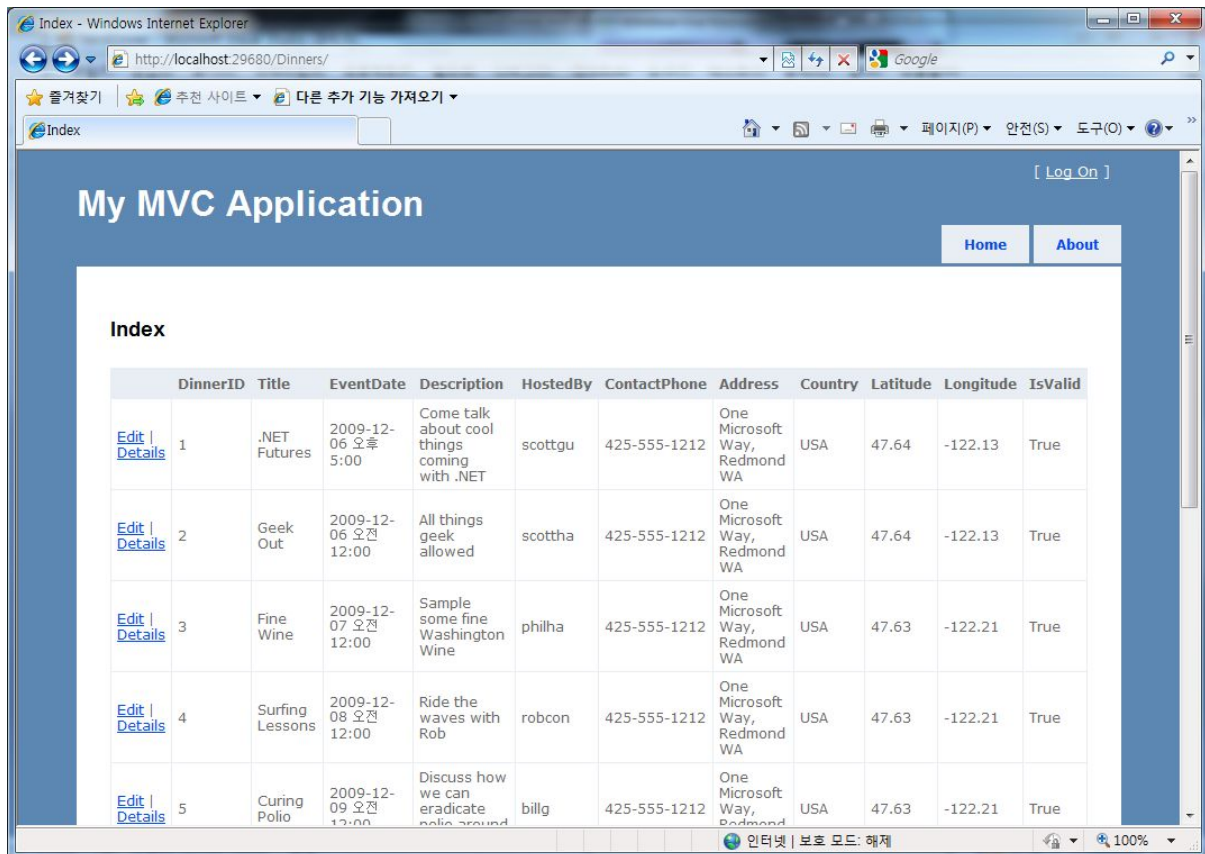 Index - Windows Internet Explorer
http://localhost:29680/Dinners/
Google
즐겨찾기
추천 사이트
다른 추가 기능 가져오기
Index
페이지(P)
안전(S)
도구(O)
[ Log On ]
My MVC Application
Home
About
Index
DinnerID Title EventDate Description HostedBy ContactPhone Address Country Latitude Longitude IsValid
Edit |
Details
1
.NET
Futures
2009-12-
06 오후
5:00
Come talk
about cool
things
coming
with .NET
scottgu
425-555-1212
One
Microsoft
Way,
Redmond
WA
USA
47.64
-122.13
True
Edit |
Details
2
Geek
Out
2009-12-
06 오전
12:00
All things
geek
allowed
scottha
425-555-1212
One
Microsoft
Way,
Redmond
WA
USA
47.64
-122.13
True
Edit |
Details
3
Fine
Wine
2009-12-
07 오전
12:00
Sample
some fine
Washington
Wine
philha
425-555-1212
One
Microsoft
Way,
Redmond
WA
USA
47.63
-122.21
True
Edit |
Details
4
Surfing
Lessons
2009-12-
08 오전
12:00
Ride the
waves with
Rob
robcon
425-555-1212
One
Microsoft
Way,
Redmond
WA
USA
47.63
-122.21
True
Edit |
Details
5
Curing
Polio
2009-12-
09 오전
12:00
Discuss how
we can
eradicate
polio around
billg
425-555-1212
One
Microsoft
Way,
Redmond
USA
47.63
-122.21
True
인터넷 | 보호 모드: 해제
100%